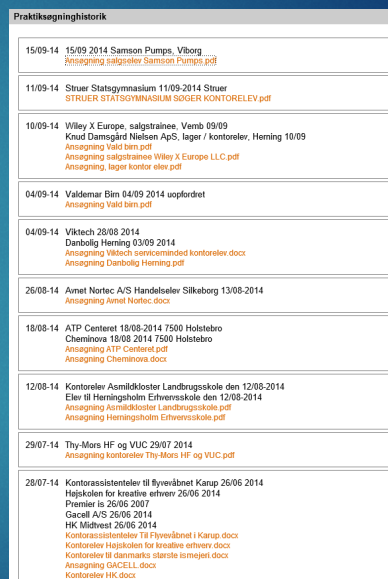 Praktiksøgninghistorik
15/09-14 15/09 2014 Samson Pumps, Viborg
Ansøgning salgselev Samson Pumps.pdf
11/09-14 Struer Statsgymnasium 11/09-2014 Struer
STRUER STATSGYMNASIUM SØGER KONTORELEV.pdf
10/09-14 Wiley X Europe, salgstrainee, Vemb 09/09
Knud Damsgård Nielsen ApS, lager / kontorelev, Herning 10/09
Ansøgning Vald birn.pdf
Ansøgning salgstrainee Wiley X Europe LLC.pdf
Ansøgning, lager kontor elev.pdf
04/09-14 Valdemar Birn 04/09 2014 uopfordret
Ansøgning Vald birn.pdf
04/09-14 Viktech 28/08 2014
Danbolig Herning 03/09 2014
Ansøgning Viktech serviceminded kontorelev.docx
Ansøgning Danbolig Herning.pdf
26/08-14 Avnet Nortec A/S Handelselev Silkeborg 13/08-2014
Ansøgning Avnet Nortec.docx
18/08-14 ATP Centeret 18/08-2014 7500 Holstebro
Cheminova 18/08 2014 7500 Holstebro
Ansøgning ATP Centeret.pdf
Ansøgning Cheminova.docx
12/08-14 Kontorelev Asmildkloster Landbrugsskole den 12/08-2014
Elev til Herningsholm Erhvervsskole den 12/08-2014
Ansøgning Asmildkloster Landbrugsskole.pdf
Ansøgning Herningsholm Erhvervsskole.pdf
29/07-14 Thy-Mors HF og VUC 29/07 2014
Ansøgning kontorelev Thy-Mors HF og VUC.pdf
28/07-14 Kontorassistentelev til flyvevåbnet Karup 26/06 2014
Højskolen for kreative erhverv 26/06 2014
Premier is 26/06 2007
Gacell A/S 26/06 2014
HK Midtvest 26/06 2014
Kontorassistentelev Til Flyvevåbnet i Karup.docx
Kontorelev Højskolen for kreative erhverv.docx
Kontorelev til danmarks største ismejeri.docx
Ansøgning GACELL.docx
Kontorelev HK.docx